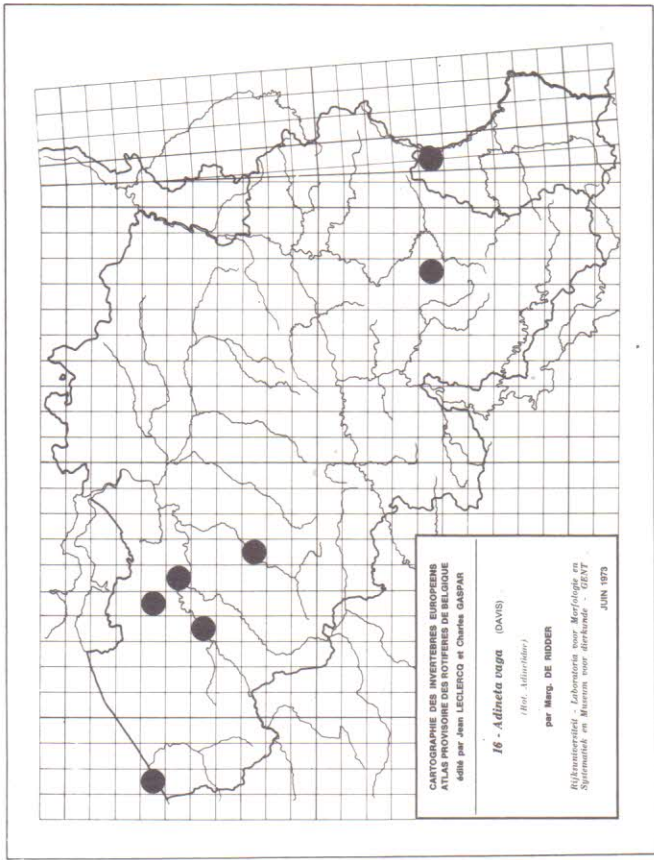 CARTOGRAPHIE DES INVERTEBRES EUROPEENS
ATLAS PROVISOIRE DES ROTIFERES DE BELGIQUE
édité par Jean LECLERCQ et Charles GASPAR
16 - Adineta vaga (DAVIS)
(Rot. Adinetidae)
par Marg. DE RIDDER
Rijksuniversiteit - Laboratoria voor Morfologie en
Systematiek en Museum voor dierkunde - GENT
JUIN 1973